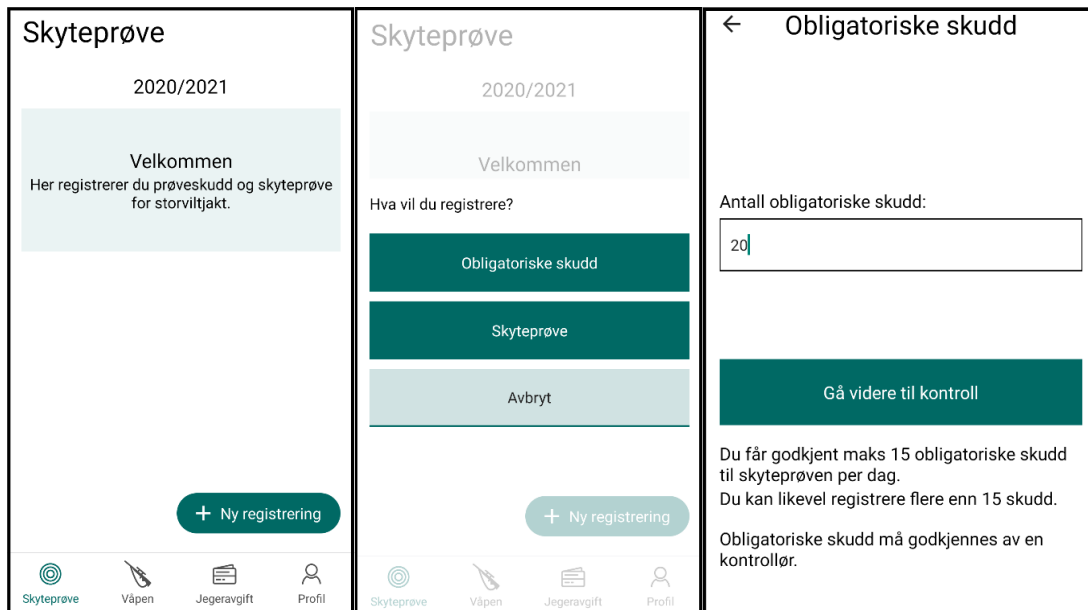 Skyteprøve
2020/2021
Velkommen
Her registrerer du prøveskudd og skyteprøve
for storviltjakt.
+ Ny registrering
Skyteprøve
Våpen
Jegeravgift
Profil
Skyteprøve
2020/2021
Velkommen
Hva vil du registrere?
Obligatoriske skudd
Skyteprøve
Avbryt
+ Ny registrering
Skyteprøve
Våpen
Jegeravgift
Profil
Obligatoriske skudd
Antall obligatoriske skudd:
20
Gå videre til kontroll
Du får godkjent maks 15 obligatoriske skudd
til skyteprøven per dag.
Du kan likevel registrere flere enn 15 skudd.
Obligatoriske skudd må godkjennes av en
kontrollør.